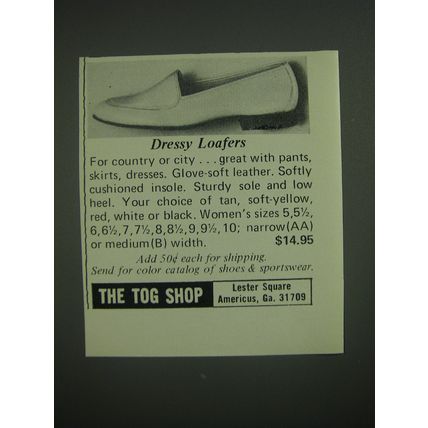 Dressy Loafers
For country or city . . . great with pants,
skirts, dresses. Glove-soft leather. Softly
cushioned insole. Sturdy sole and low
heel. Your choice of tan, soft-yellow,
red, white or black. Women's sizes 5,5½,
6,6½,7,7½,8,8½,9,9½,10; narrow(AA)
or medium(B) width. $14.95
Add 50¢ each for shipping.
Send for color catalog of shoes & sportswear.
THE TOG SHOP
Lester Square
Americus, Ga. 31709